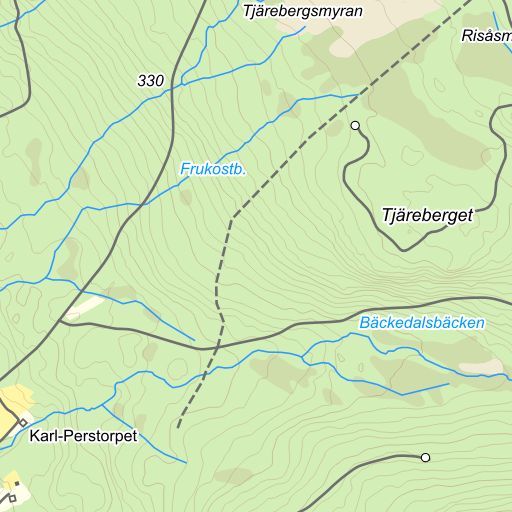 Tjärebergsmyran
Risåsm
330
Frukostb.
Tjäreberget
Bäckedalsbäcken
Karl-Perstorpet